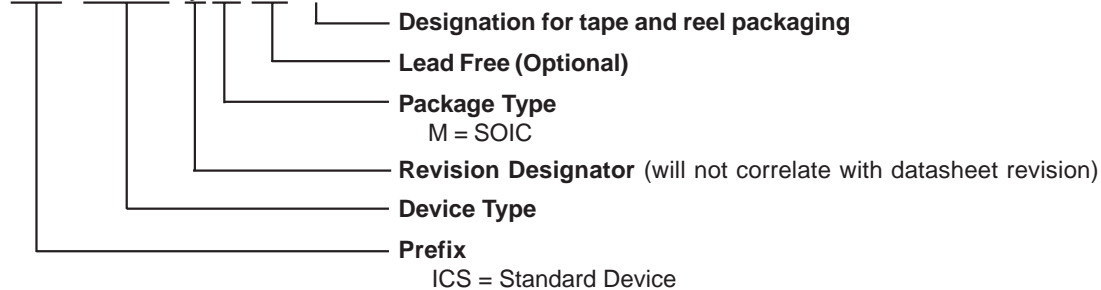 Designation for tape and reel packaging
Lead Free (Optional)
Package Type
M = SOIC
Revision Designator (will not correlate with datasheet revision)
Device Type
Prefix
ICS = Standard Device